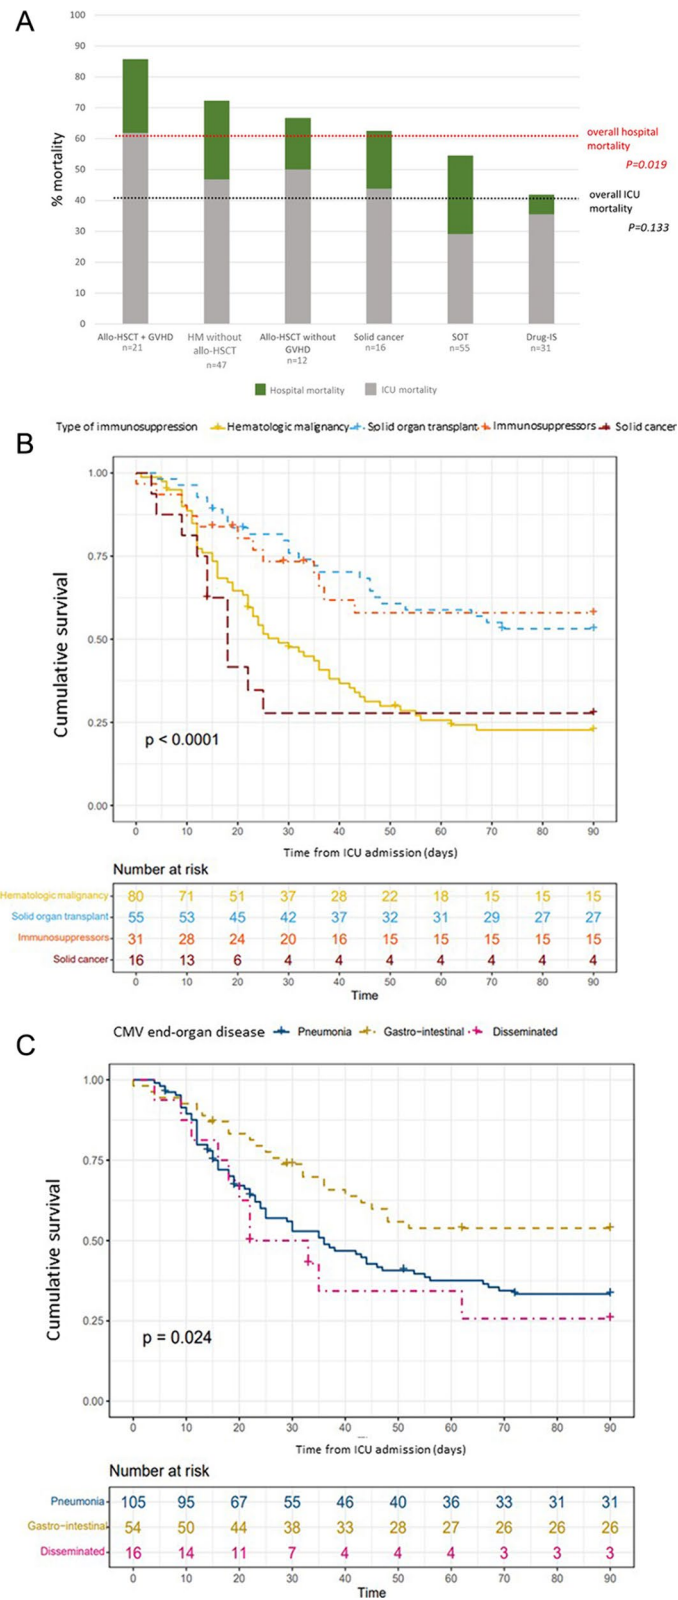 A
100
90
80
70
60
50
40
30
20
10
0
% mortality
overall hospital
mortality
P=0.019
overall ICU
mortality
P=0.133
Allo-HSCT + GVHD
n=21
HM without
allo-HSCT
n=47
Allo-HSCT without
GVHD
n=12
Solid cancer
n=16
SOT
n=55
Drug-IS
n=31
Hospital mortality ICU mortality
B
Type of immunosuppression Hematologic malignancy Solid organ transplant Immunosuppressors Solid cancer
1.00
0.75
0.50
0.25
0.00
Cumulative survival
p < 0.0001
0 10 20 30 40 50 60 70 80 90
Time from ICU admission (days)
Number at risk
Hematologic malignancy 80 71 51 37 28 22 18 15 15 15
Solid organ transplant 55 53 45 42 37 32 31 29 27 27
Immunosuppressors 31 28 24 20 16 15 15 15 15 15
Solid cancer 16 13 6 4 4 4 4 4 4 4
0 10 20 30 40 50 60 70 80 90
Time
C
CMV end-organ disease Pneumonia Gastro-intestinal Disseminated
1.00
0.75
0.50
0.25
0.00
Cumulative survival
p = 0.024
0 10 20 30 40 50 60 70 80 90
Time from ICU admission (days)
Number at risk
Pneumonia 105 95 67 55 46 40 36 33 31 31
Gastro-intestinal 54 50 44 38 33 28 27 26 26 26
Disseminated 16 14 11 7 4 4 4 3 3 3
0 10 20 30 40 50 60 70 80 90
Time